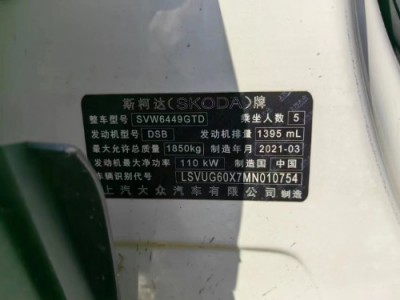 斯柯达(SKODA)牌
整车型号 SVW6449GTD 乘坐人数 5
发动机型号 DSB 发动机排量 1395 mL
最大允许总质量 1850kg 制造年月 2021-03
发动机最大净功率 110 kW 制造国 中国
车辆识别代号 LSVUG60X7MN010754
上汽大众汽车有限公司 制造